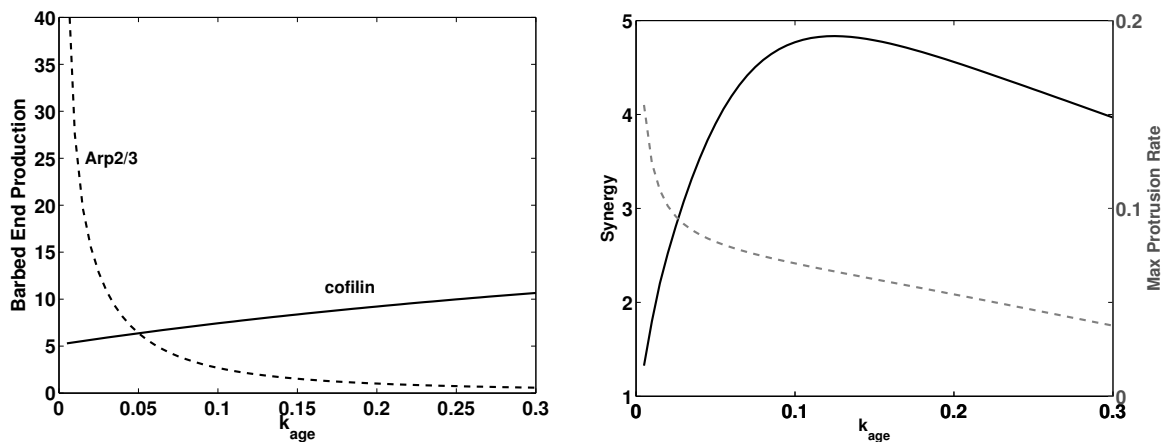 40
35
30
25
20
15
10
5
0
Barbed End Production
Arp2/3
cofilin
0 0.05 0.1 0.15 0.2 0.25 0.3
k_age
5
4
3
2
1
Synergy
0.2
0.1
0
Max Protrusion Rate
0 0.1 0.2 0.3
k_age